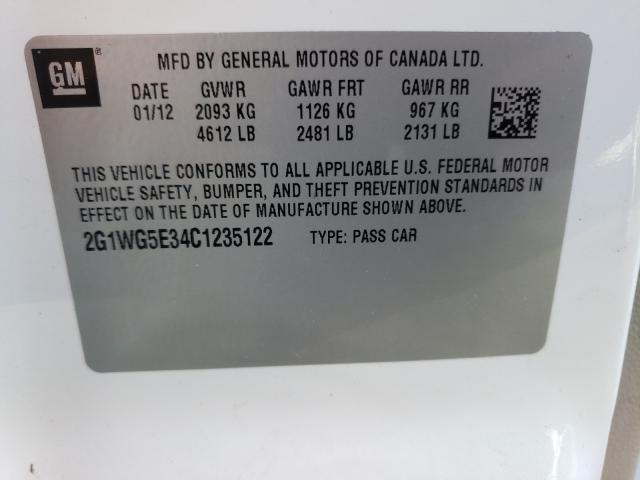 GM®
MFD BY GENERAL MOTORS OF CANADA LTD.
DATE GVWR GAWR FRT GAWR RR
01/12 2093 KG 1126 KG 967 KG
4612 LB 2481 LB 2131 LB
THIS VEHICLE CONFORMS TO ALL APPLICABLE U.S. FEDERAL MOTOR
VEHICLE SAFETY, BUMPER, AND THEFT PREVENTION STANDARDS IN
EFFECT ON THE DATE OF MANUFACTURE SHOWN ABOVE.
2G1WG5E34C1235122 TYPE: PASS CAR